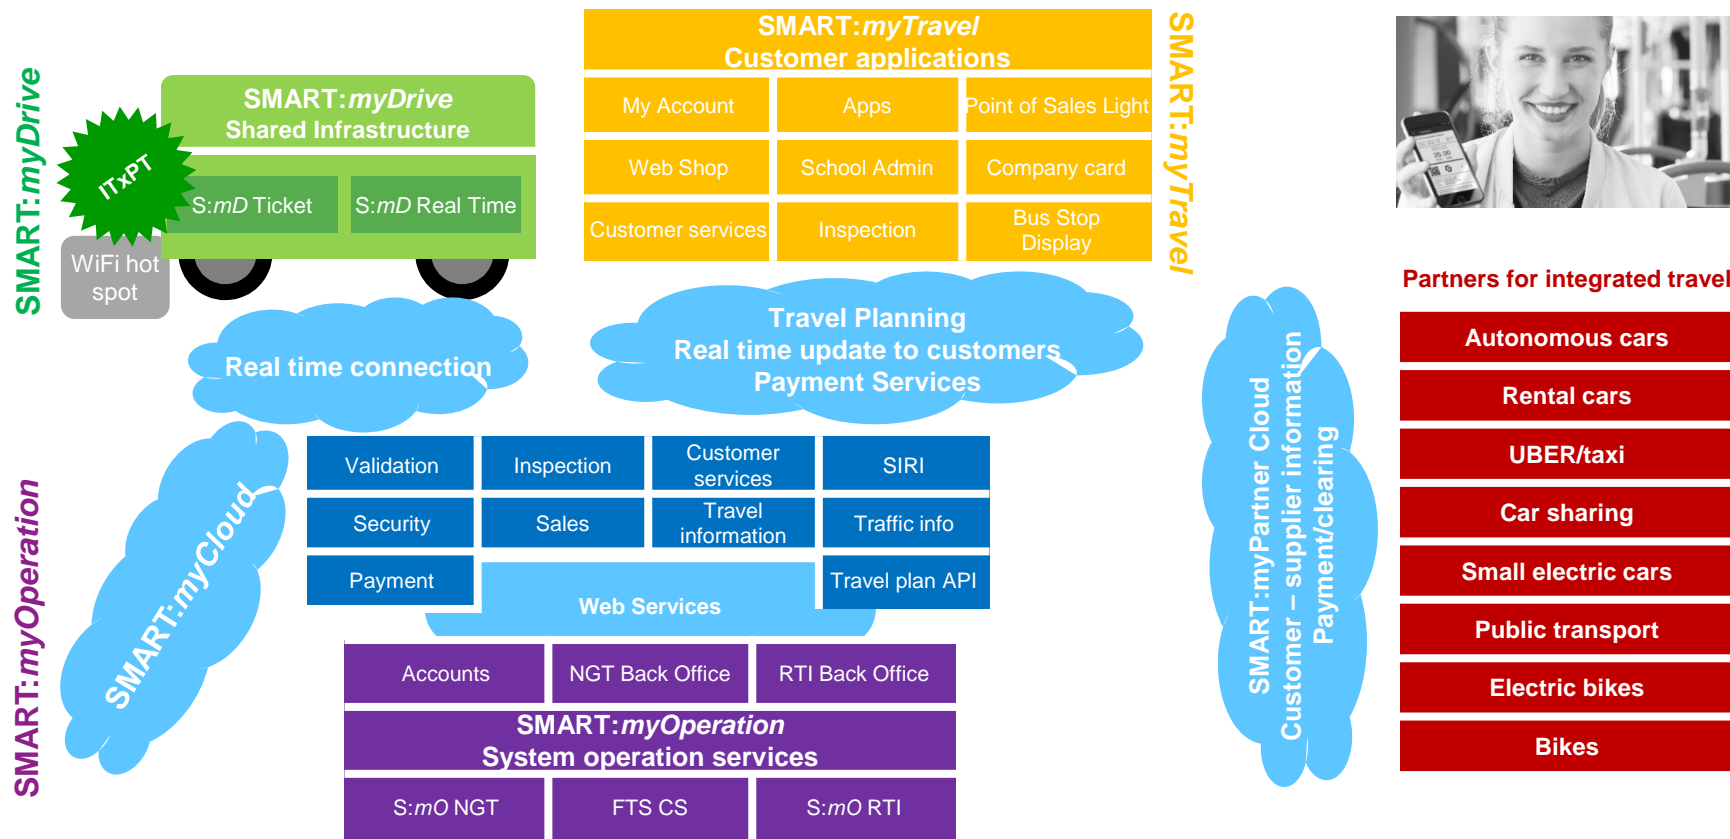 SMART:myDrive
SMART:myDrive
Shared Infrastructure
ITxPT
S:mD Ticket
S:mD Real Time
WiFi hot
spot
SMART:myTravel
Customer applications
My Account
Apps
Point of Sales Light
Web Shop
School Admin
Company card
Customer services
Inspection
Bus Stop
Display
SMART:myTravel
Real time connection
Travel Planning
Real time update to customers
Payment Services
SMART:myOperation
SMART:myCloud
Validation
Inspection
Customer
services
SIRI
Security
Sales
Travel
information
Traffic info
Payment
Travel plan API
Web Services
Accounts
NGT Back Office
RTI Back Office
SMART:myOperation
System operation services
S:mO NGT
FTS CS
S:mO RTI
SMART:myPartner Cloud
Customer – supplier information
Payment/clearing
20,00
Partners for integrated travel
Autonomous cars
Rental cars
UBER/taxi
Car sharing
Small electric cars
Public transport
Electric bikes
Bikes